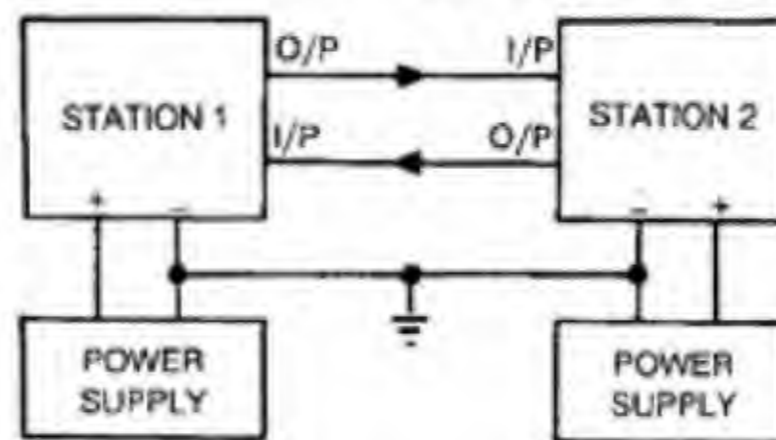 O/P
I/P
STATION 1
STATION 2
I/P
O/P
+ −
− +
POWER
SUPPLY
POWER
SUPPLY